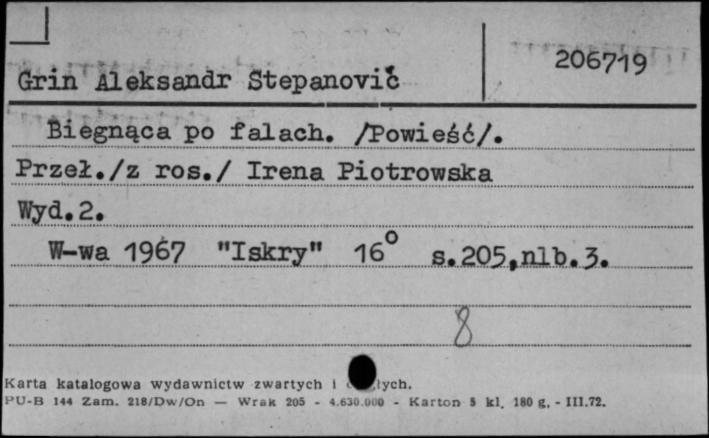 206719
Grin Aleksandr Stepanovič
Biegnąca po falach. /Powieść/.
Przeł./z ros./ Irena Piotrowska
Wyd.2.
W-wa 1967 "Iskry" 16° s.205,nlb.3.
8
Karta katalogowa wydawnictw zwartych i
PU-B 144 Zam. 218/Dw/On — Wrak 205 - 4.630.000 - Karton 5 kl. 180 g. - III.72.